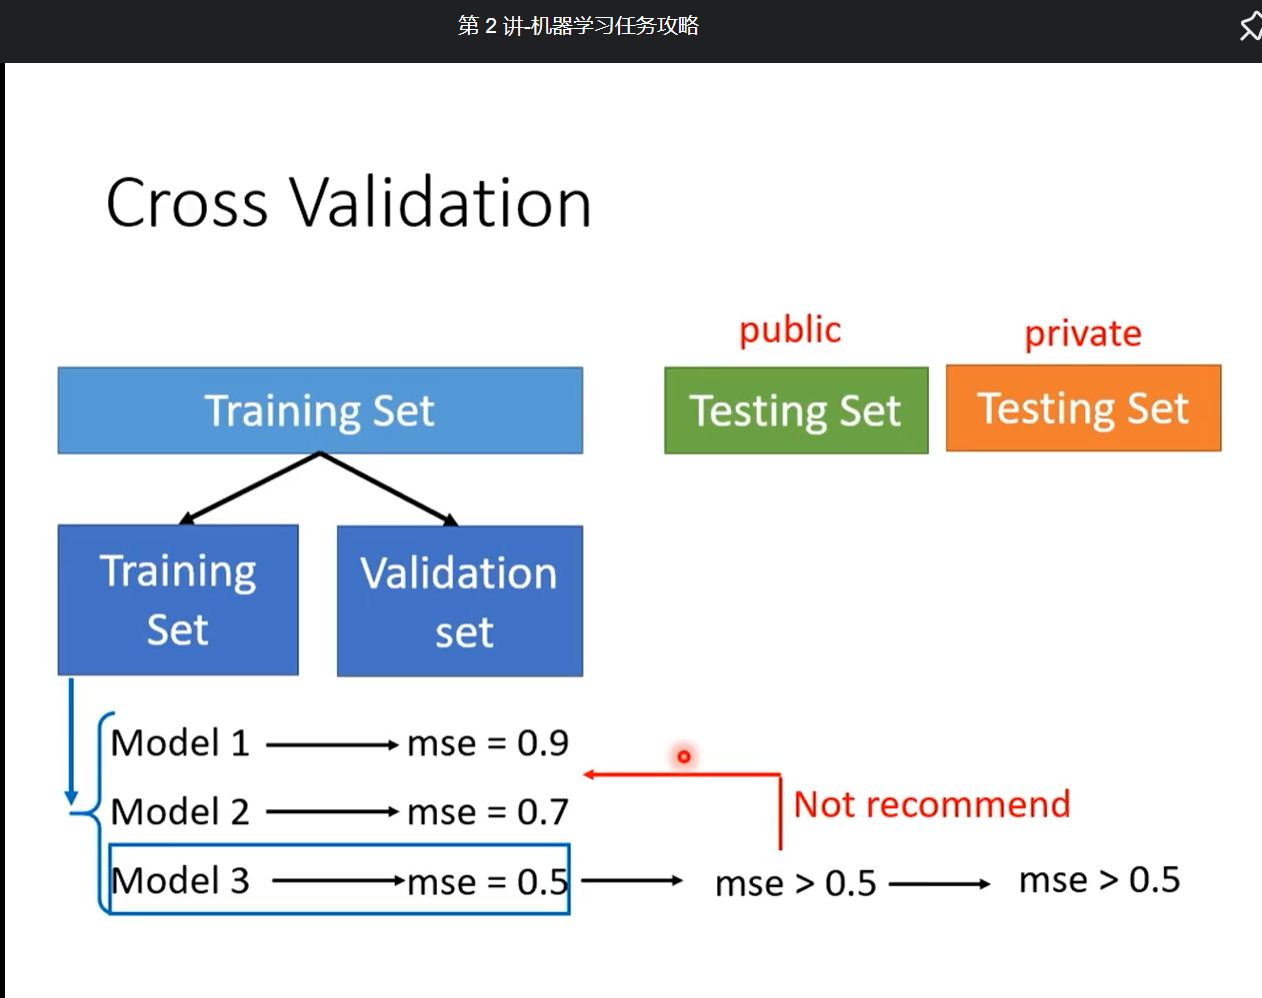 第 2 讲-机器学习任务攻略
Cross Validation
public
private
Training Set
Testing Set
Testing Set
Training
Set
Validation
set
Model 1
mse = 0.9
Model 2
mse = 0.7
Not recommend
Model 3
mse = 0.5
mse > 0.5
mse > 0.5